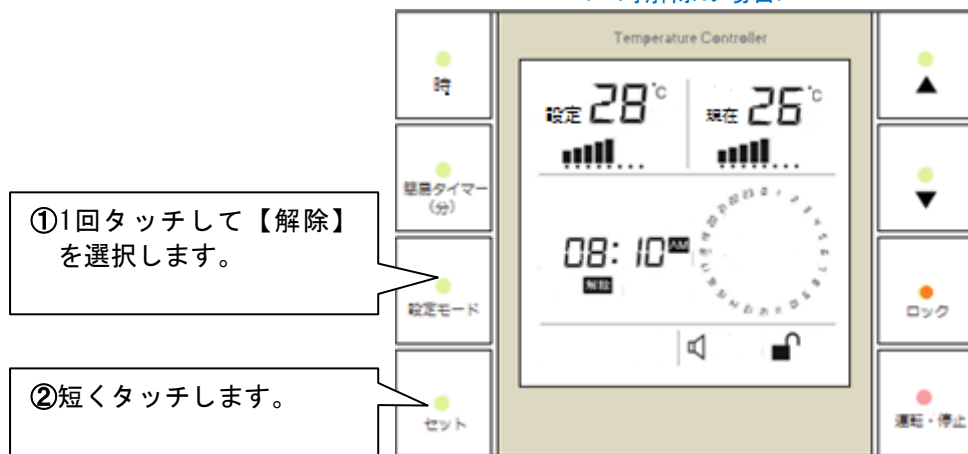 Temperature Controller
時
▲
設定 28℃
現在 26℃
簡易タイマー
(分)
▼
①1回タッチして【解除】
を選択します。
08:10 AM
解除
設定モード
ロック
②短くタッチします。
セット
運転・停止